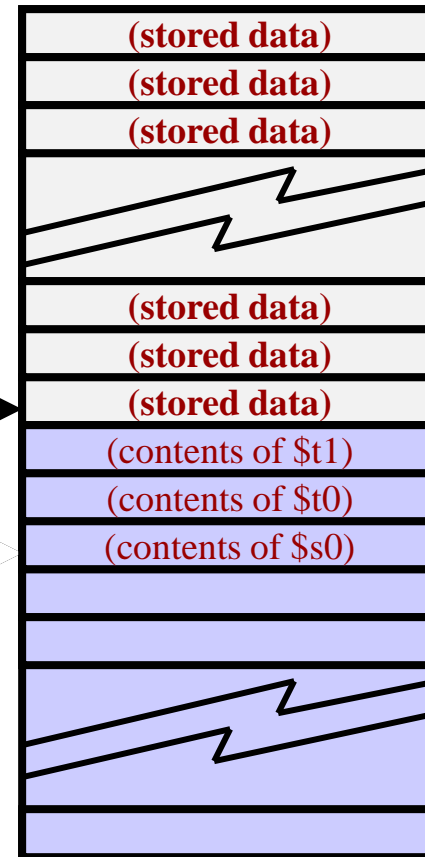 (stored data)
(stored data)
(stored data)
(stored data)
(stored data)
(stored data)
(contents of $t1)
(contents of $t0)
(contents of $s0)